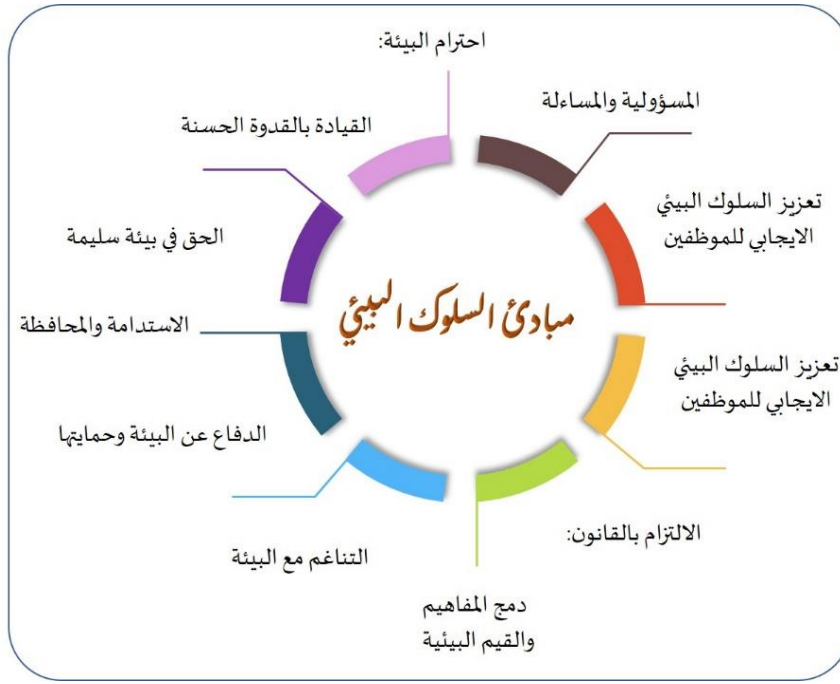 احترام البيئة:
المسؤولية والمساءلة
القيادة بالقدوة الحسنة
تعزيز السلوك البيئي
الايجابي للموظفين
الحق في بيئة سليمة
مبادئ السلوك البيئي
الاستدامة والمحافظة
تعزيز السلوك البيئي
الايجابي للموظفين
الدفاع عن البيئة وحمايتها
الالتزام بالقانون:
التناغم مع البيئة
دمج المفاهيم
والقيم البيئية